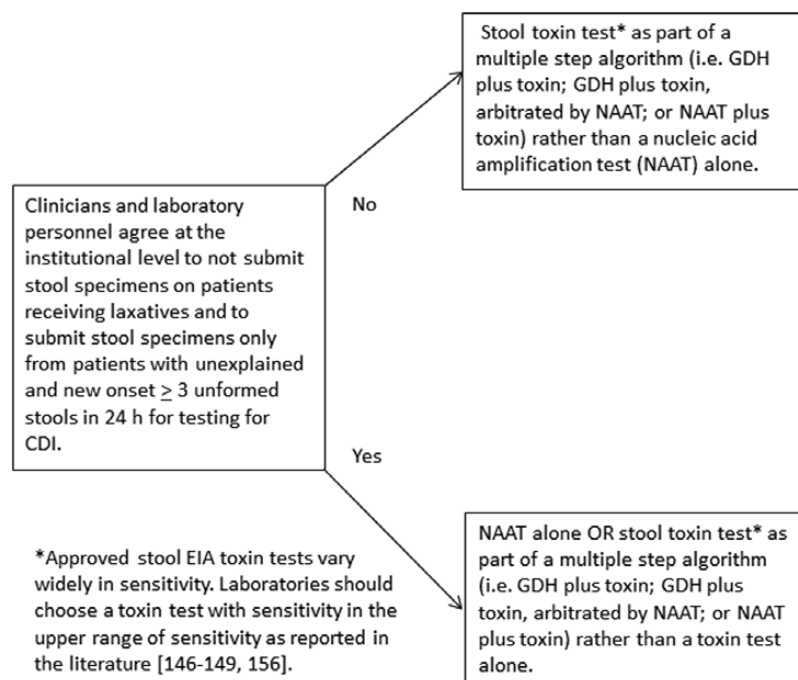 Stool toxin test* as part of a
multiple step algorithm (i.e. GDH
plus toxin; GDH plus toxin,
arbitrated by NAAT; or NAAT plus
toxin) rather than a nucleic acid
amplification test (NAAT) alone.
No
Clinicians and laboratory
personnel agree at the
institutional level to not submit
stool specimens on patients
receiving laxatives and to
submit stool specimens only
from patients with unexplained
and new onset ≥ 3 unformed
stools in 24 h for testing for
CDI.
Yes
NAAT alone OR stool toxin test* as
part of a multiple step algorithm
(i.e. GDH plus toxin; GDH plus
toxin, arbitrated by NAAT; or NAAT
plus toxin) rather than a toxin test
alone.
*Approved stool EIA toxin tests vary
widely in sensitivity. Laboratories should
choose a toxin test with sensitivity in the
upper range of sensitivity as reported in
the literature [146-149, 156].